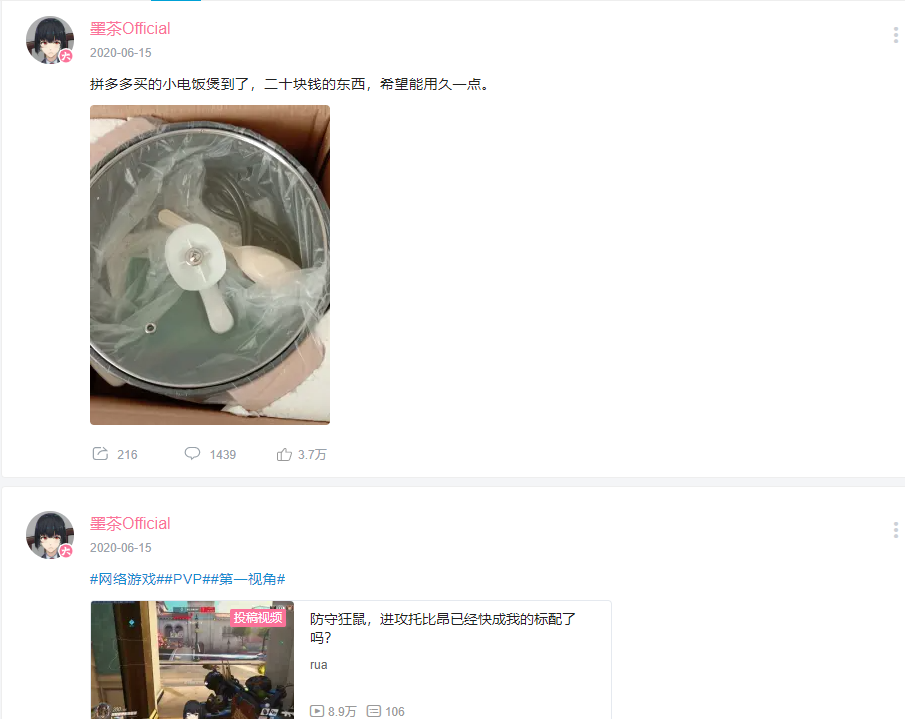 墨茶Official
2020-06-15
拼多多买的小电饭煲到了，二十块钱的东西，希望能用久一点。
216 1439 3.7万
墨茶Official
2020-06-15
#网络游戏##PVP##第一视角#
投稿视频
防守狂鼠，进攻托比昂已经快成我的标配了
吗？
rua
8.9万 106